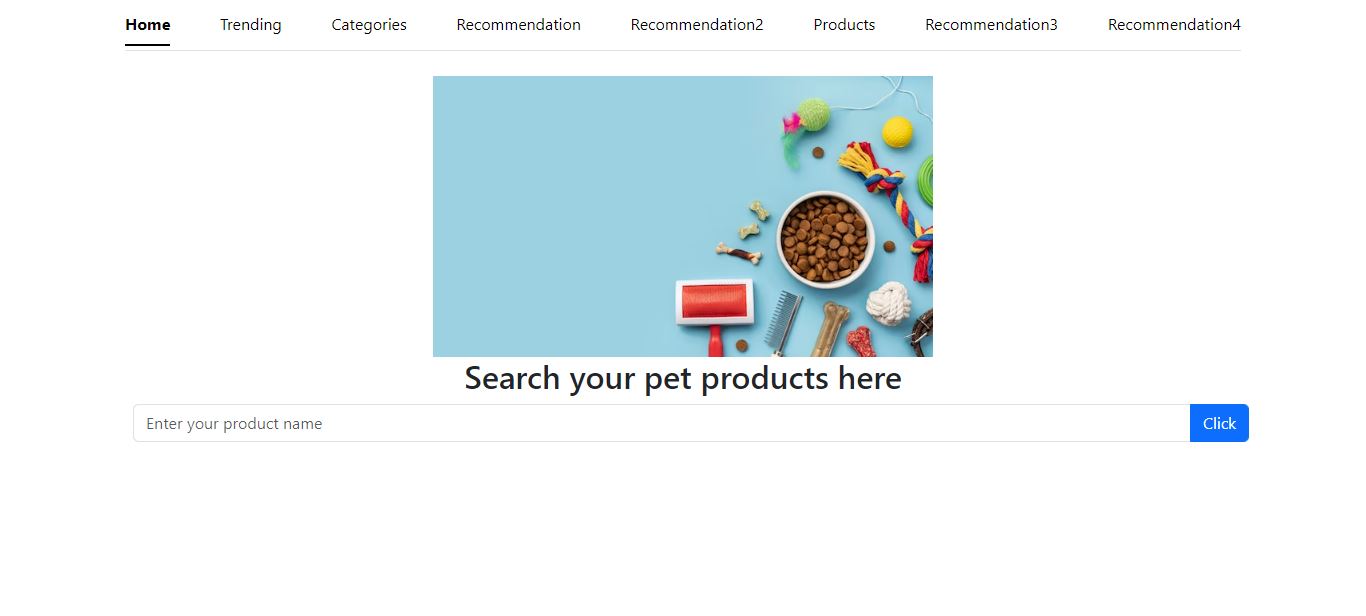 Home Trending Categories Recommendation Recommendation2 Products Recommendation3 Recommendation4
Search your pet products here
Enter your product name Click